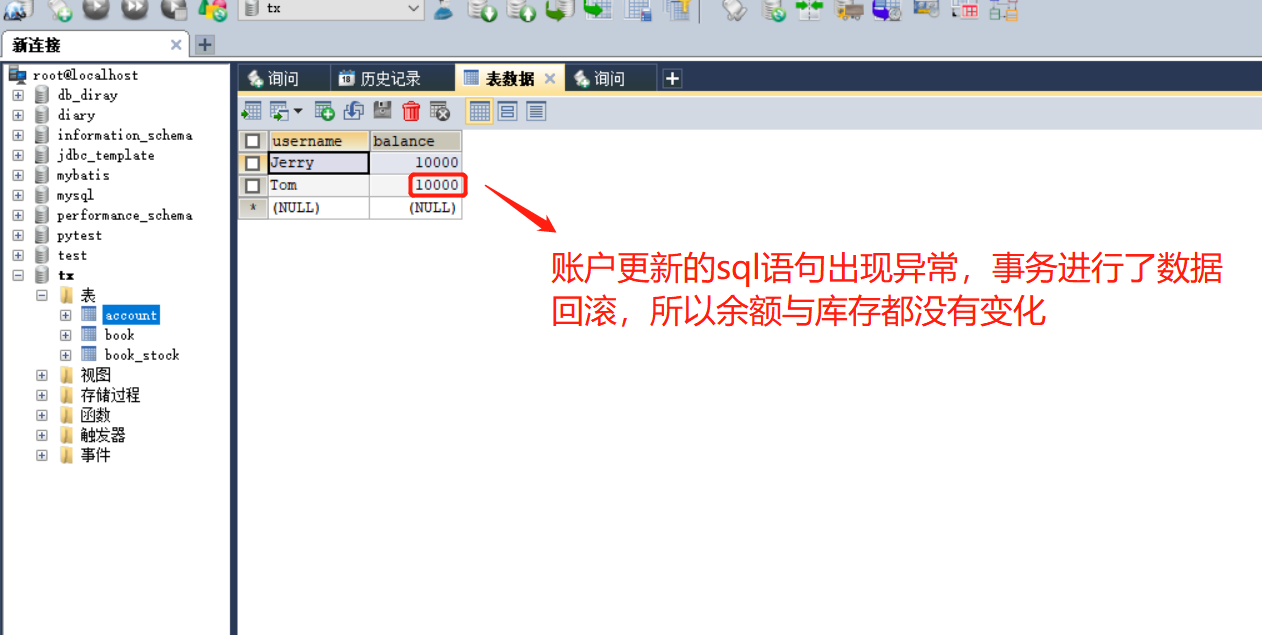 tx
新连接
root@localhost
db_diray
diary
information_schema
jdbc_template
mybatis
mysql
performance_schema
pytest
test
tx
表
account
book
book_stock
视图
存储过程
函数
触发器
事件
询问 历史记录 表数据 询问
username balance
Jerry 10000
Tom 10000
* (NULL) (NULL)
账户更新的sql语句出现异常，事务进行了数据
回滚，所以余额与库存都没有变化